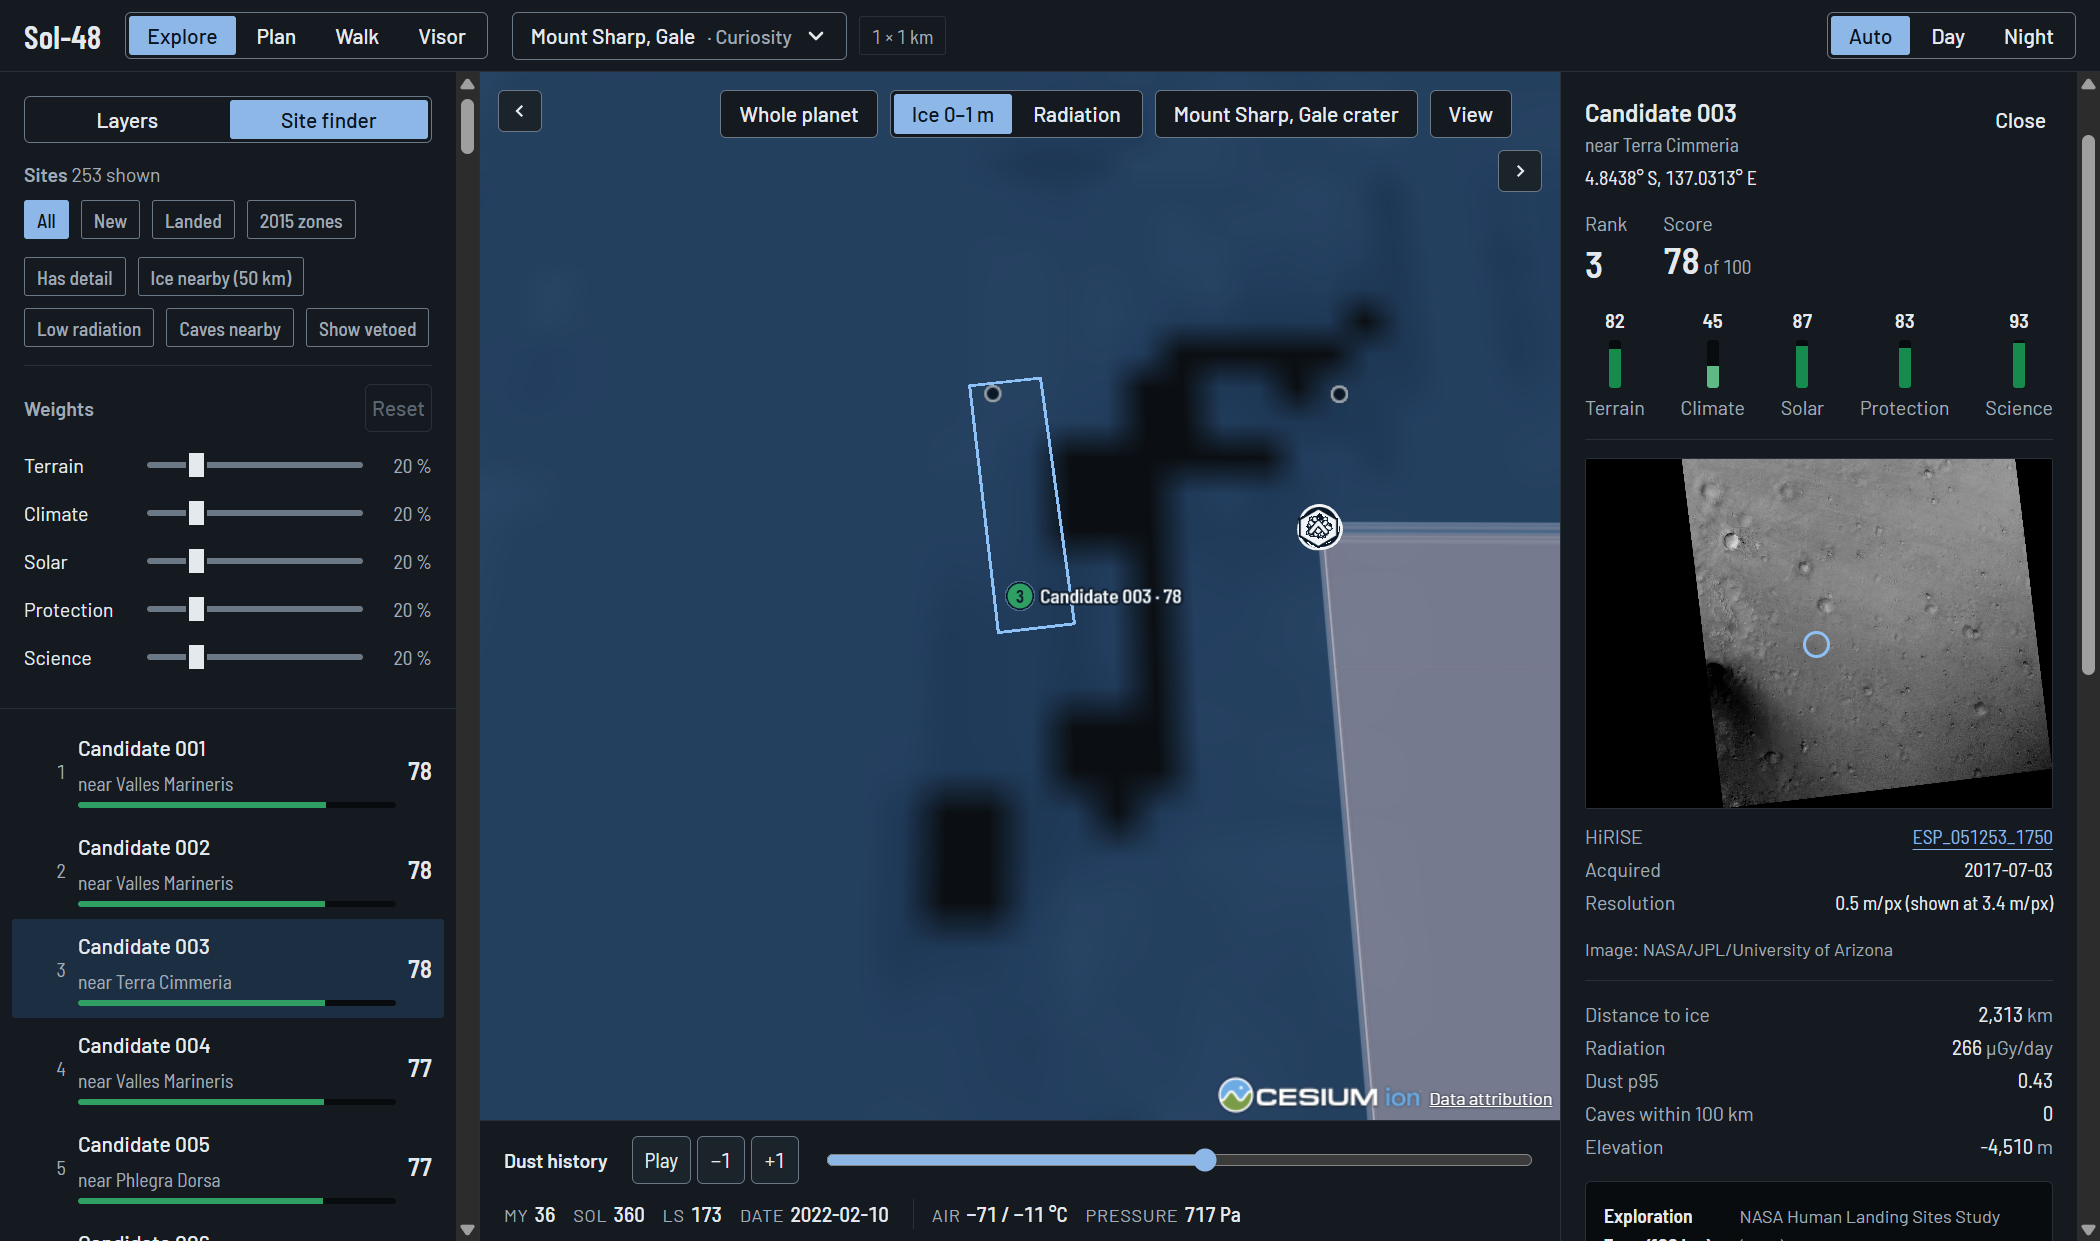 Sol-48
Explore Plan Walk Visor
Mount Sharp, Gale · Curiosity
1 × 1 km
Auto Day Night
Layers Site finder
Sites 253 shown
All New Landed 2015 zones
Has detail Ice nearby (50 km)
Low radiation Caves nearby Show vetoed
Weights Reset
Terrain 20 %
Climate 20 %
Solar 20 %
Protection 20 %
Science 20 %
1 Candidate 001 78
near Valles Marineris
2 Candidate 002 78
near Valles Marineris
3 Candidate 003 78
near Terra Cimmeria
4 Candidate 004 77
near Valles Marineris
5 Candidate 005 77
near Phlegra Dorsa
Whole planet Ice 0–1 m Radiation Mount Sharp, Gale crater View
3 Candidate 003 · 78
CESIUM ion Data attribution
Dust history Play −1 +1
MY 36 SOL 360 LS 173 DATE 2022-02-10 AIR −71 / −11 °C PRESSURE 717 Pa
Candidate 003
Close
near Terra Cimmeria
4.8438° S, 137.0313° E
Rank Score
3 78 of 100
82 45 87 83 93
Terrain Climate Solar Protection Science
HiRISE ESP_051253_1750
Acquired 2017-07-03
Resolution 0.5 m/px (shown at 3.4 m/px)
Image: NASA/JPL/University of Arizona
Distance to ice 2,313 km
Radiation 266 µGy/day
Dust p95 0.43
Caves within 100 km 0
Elevation -4,510 m
Exploration NASA Human Landing Sites Study